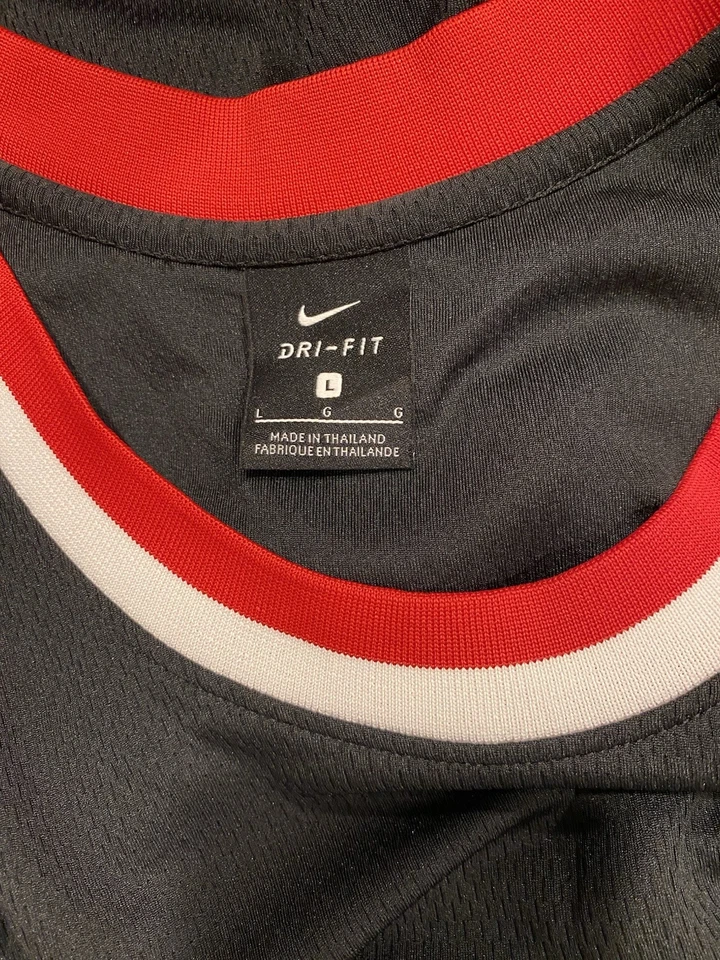 DRI-FIT
L
L G G
MADE IN THAILAND
FABRIQUE EN THAILANDE